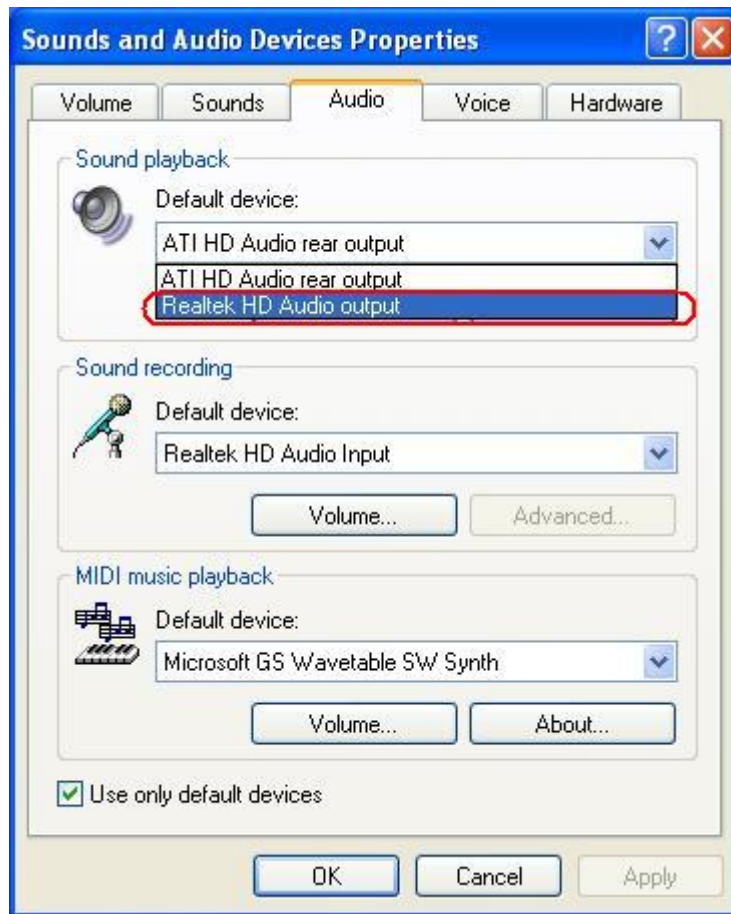 Sounds and Audio Devices Properties
Volume Sounds Audio Voice Hardware
Sound playback
Default device:
ATI HD Audio rear output
ATI HD Audio rear output
Realtek HD Audio output
Sound recording
Default device:
Realtek HD Audio Input
Volume... Advanced...
MIDI music playback
Default device:
Microsoft GS Wavetable SW Synth
Volume... About...
Use only default devices
OK Cancel Apply